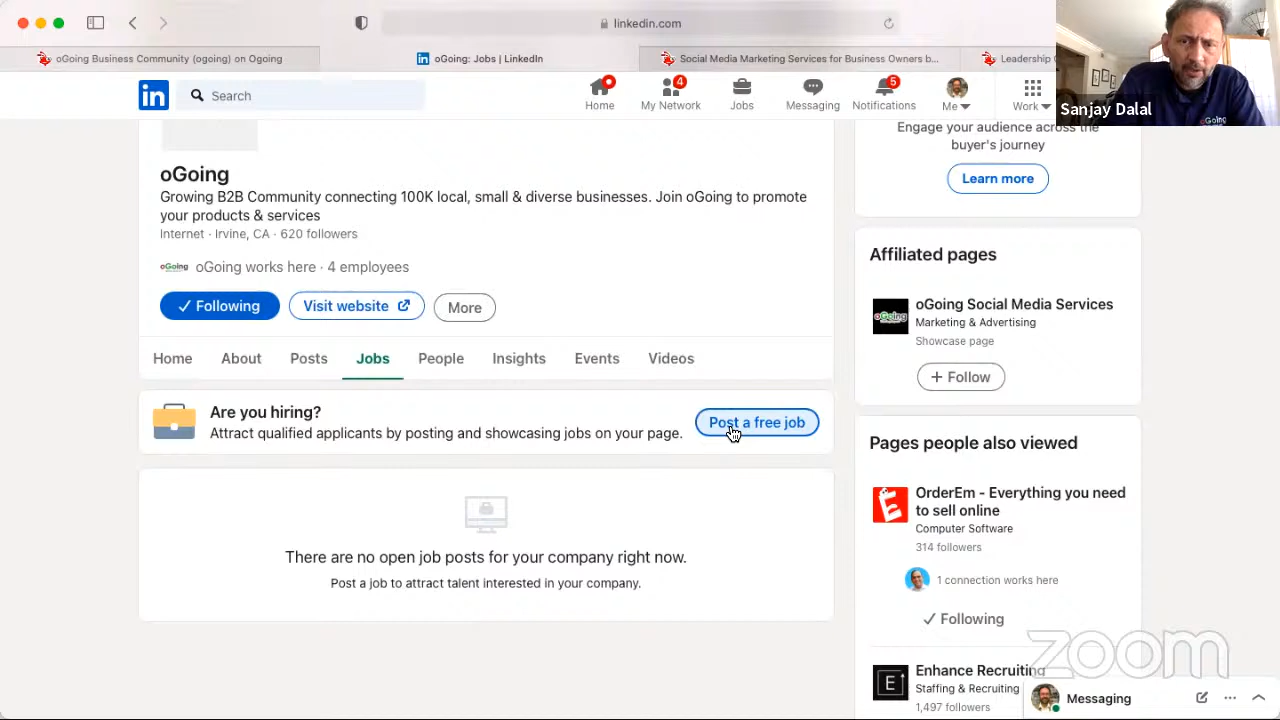 linkedin.com
oGoing Business Community (ogoing) on Ogoing
oGoing: Jobs | LinkedIn
Social Media Marketing Services for Business Owners b...
Leadership
Sanjay Dalal
oGoing
in
Search
Home
4
My Network
Jobs
Messaging
5
Notifications
Me
Work
Engage your audience across the
buyer's journey
Learn more
oGoing
Growing B2B Community connecting 100K local, small & diverse businesses. Join oGoing to promote
your products & services
Internet · Irvine, CA · 620 followers
oGoing
oGoing works here · 4 employees
Following
Visit website
More
Home
About
Posts
Jobs
People
Insights
Events
Videos
Are you hiring?
Attract qualified applicants by posting and showcasing jobs on your page.
Post a free job
There are no open job posts for your company right now.
Post a job to attract talent interested in your company.
Affiliated pages
oGoing
oGoing Social Media Services
Marketing & Advertising
Showcase page
+ Follow
Pages people also viewed
OrderEm - Everything you need
to sell online
Computer Software
314 followers
1 connection works here
Following
E
Enhance Recruiting
Staffing & Recruiting
1,497 followers
zoom
Messaging